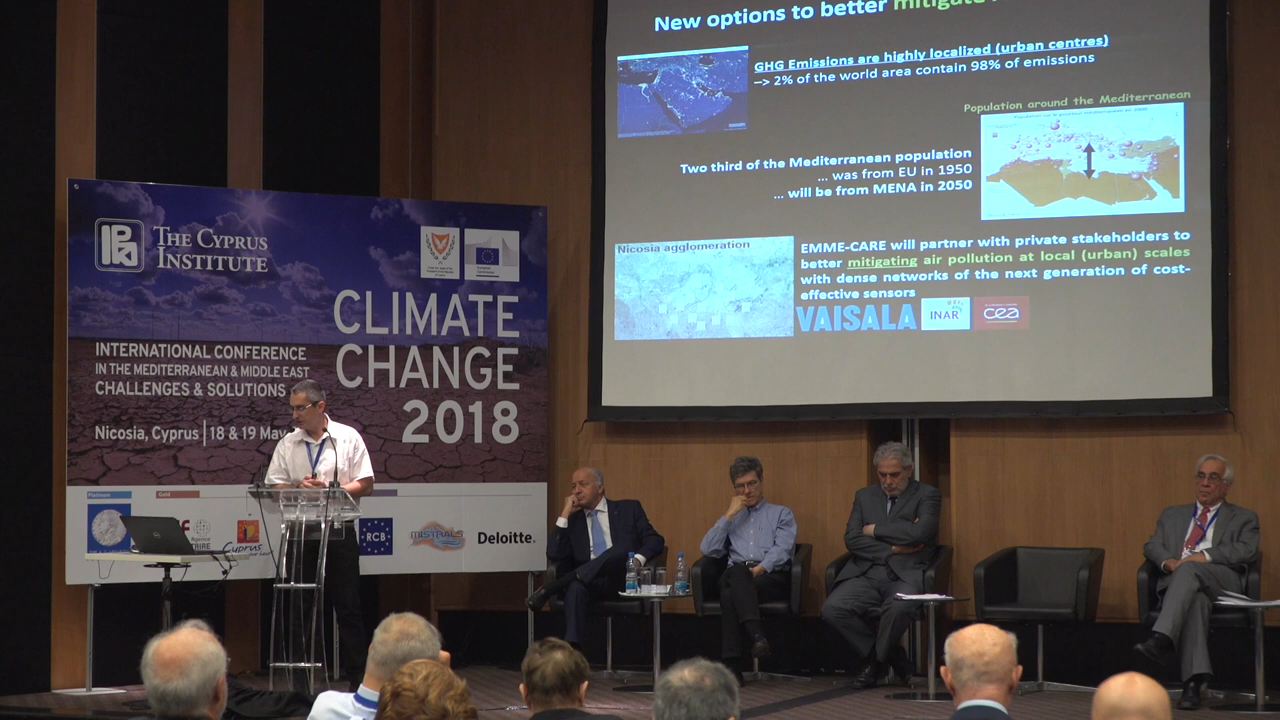 New options to better mitigate
GHG Emissions are highly localized (urban centres)
--> 2% of the world area contain 98% of emissions
Population around the Mediterranean
Two third of the Mediterranean population
... was from EU in 1950
... will be from MENA in 2050
Nicosia agglomeration
EMME-CARE will partner with private stakeholders to
better mitigating air pollution at local (urban) scales
with dense networks of the next generation of cost-
effective sensors
VAISALA
INAR
cea
THE CYPRUS
INSTITUTE
CLIMATE
CHANGE
2018
INTERNATIONAL CONFERENCE
IN THE MEDITERRANEAN & MIDDLE EAST
CHALLENGES & SOLUTIONS
Nicosia, Cyprus | 18 & 19 May
Platinum
Gold
RCB
MISTRALS
Deloitte.